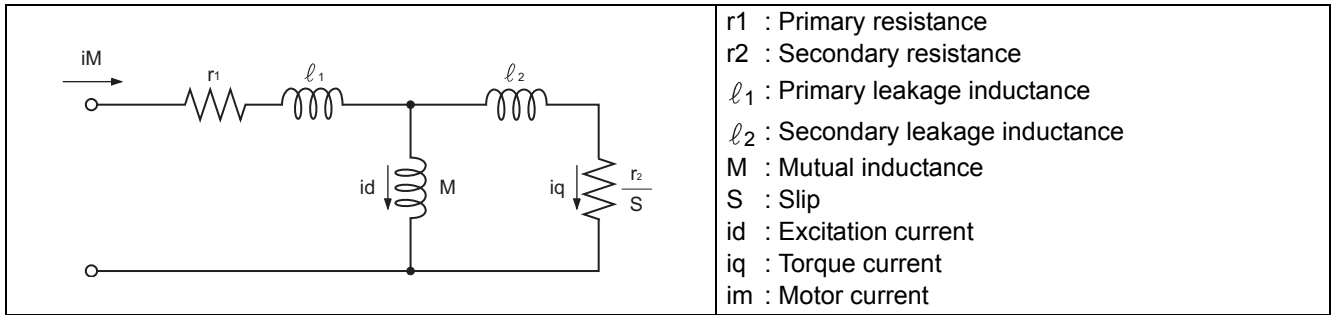 iM
r1
ℓ1
ℓ2
id
M
iq
r2
S
r1 : Primary resistance
r2 : Secondary resistance
ℓ1 : Primary leakage inductance
ℓ2 : Secondary leakage inductance
M : Mutual inductance
S : Slip
id : Excitation current
iq : Torque current
im : Motor current